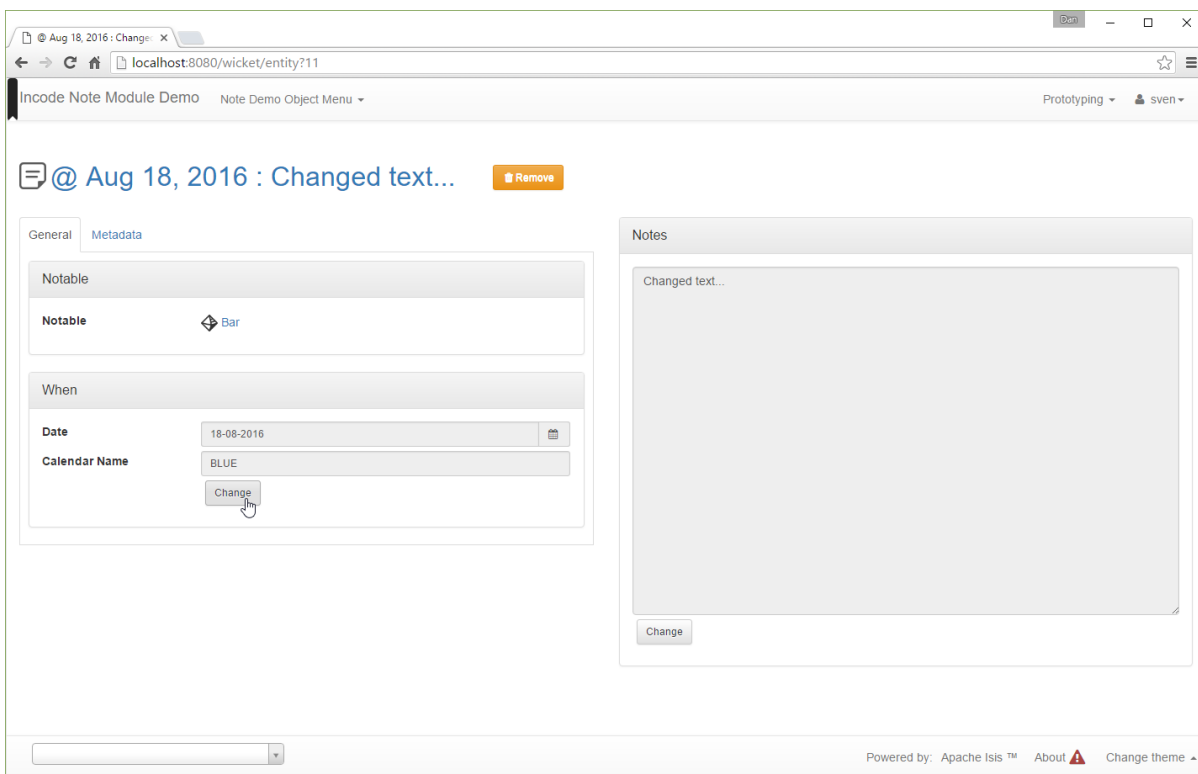 Dan
@ Aug 18, 2016 : Change
localhost:8080/wicket/entity?11
Incode Note Module Demo Note Demo Object Menu Prototyping sven
@ Aug 18, 2016 : Changed text... Remove
General Metadata
Notable
Notable Bar
When
Date 18-08-2016
Calendar Name BLUE
Change
Notes
Changed text...
Change
Powered by: Apache Isis ™ About Change theme